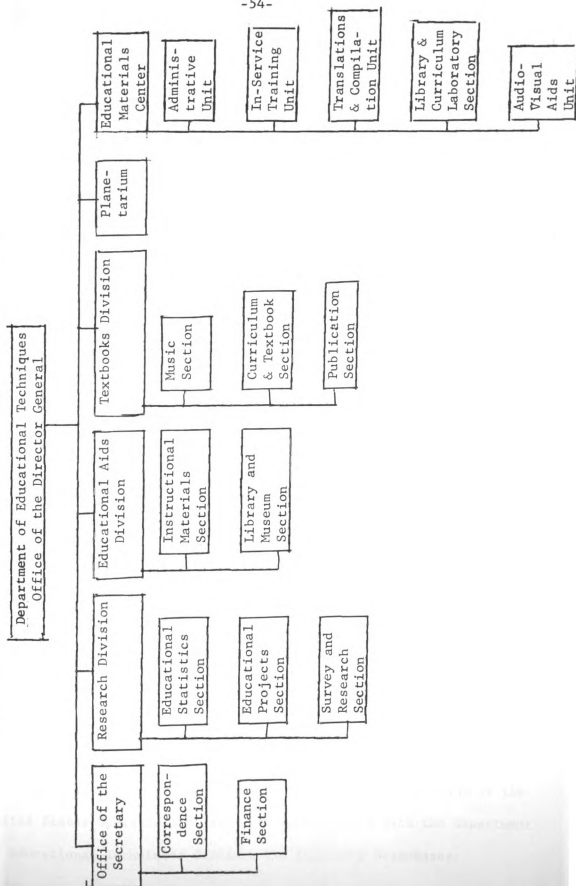 -54-
Department of Educational Techniques
Office of the Director General
Office of the
Secretary
Correspon-
dence
Section
Finance
Section
Research Division
Educational
Statistics
Section
Educational
Projects
Section
Survey and
Research
Section
Educational Aids
Division
Instructional
Materials
Section
Library and
Museum
Section
Textbooks Division
Music
Section
Curriculum
& Textbook
Section
Publication
Section
Plane-
tarium
Educational
Materials
Center
Adminis-
trative
Unit
In-Service
Training
Unit
Translations
& Compila-
tion Unit
Library &
Curriculum
Laboratory
Section
Audio-
Visual
Aids
Unit